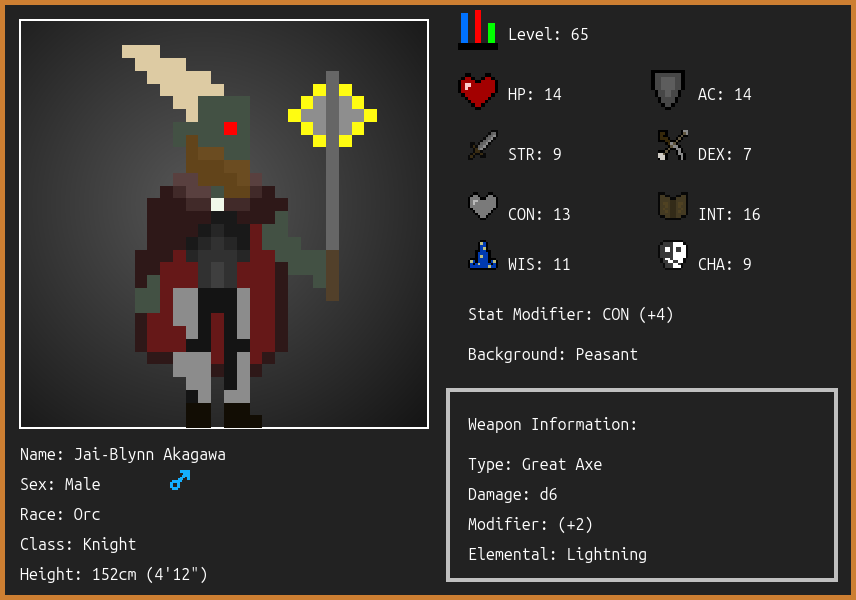 Level: 65
HP: 14
AC: 14
STR: 9
DEX: 7
CON: 13
INT: 16
WIS: 11
CHA: 9
Stat Modifier: CON (+4)
Background: Peasant
Weapon Information:
Type: Great Axe
Damage: d6
Modifier: (+2)
Elemental: Lightning
Name: Jai-Blynn Akagawa
Sex: Male
Race: Orc
Class: Knight
Height: 152cm (4'12")